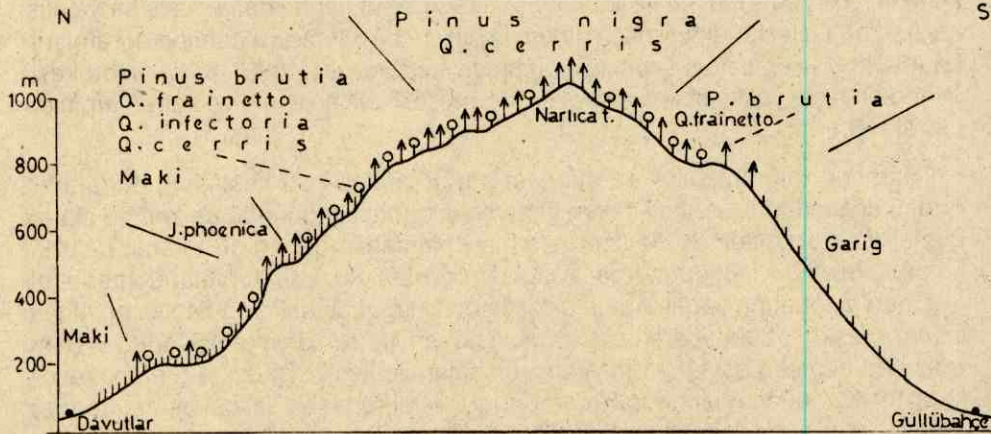 N
S
Pinus nigra
Q. cerris
m
Pinus brutia
Q. frainetto
Q. infectoria
Q. cerris
Maki
1000
800
600
400
200
Narlıca t.
P. brutia
Q. frainetto
J. phoenica
Garig
Maki
Davutlar
Güllübahçe